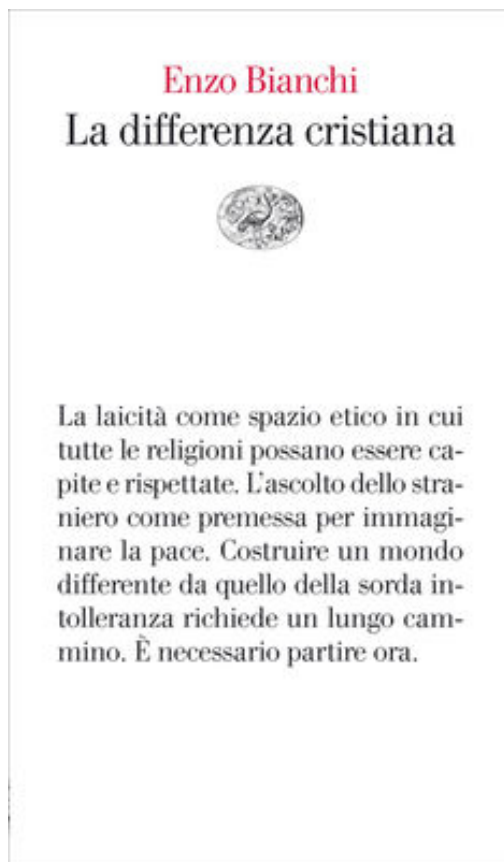 Enzo Bianchi
La differenza cristiana
La laicità come spazio etico in cui
tutte le religioni possano essere ca-
pite e rispettate. L'ascolto dello stra-
niero come premessa per immagi-
nare la pace. Costruire un mondo
differente da quello della sorda in-
tolleranza richiede un lungo cam-
mino. È necessario partire ora.